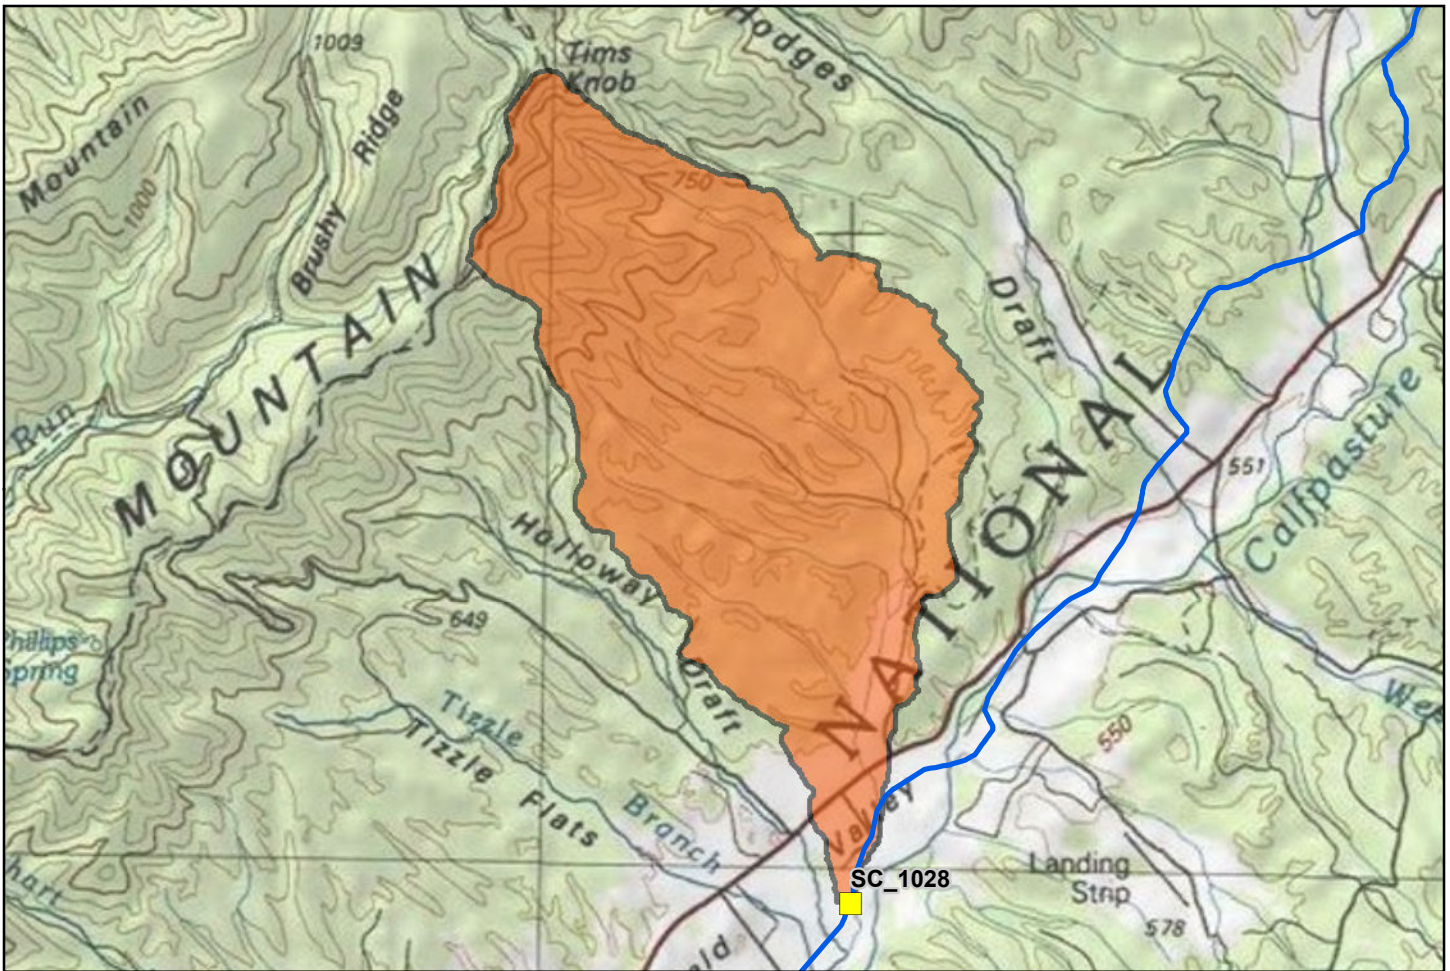 1009
Tims
Knob
Hodges
Mountain
1000
Brushy
Ridge
750
MOUNTAIN
Run
Draft
NATIONAL
551
Calfpasture
Holloway
Draft
649
Phillips
Spring
Tizzle
Branch
Tizzle Flats
550
Valley
Landing
Strip
SC_1028
578